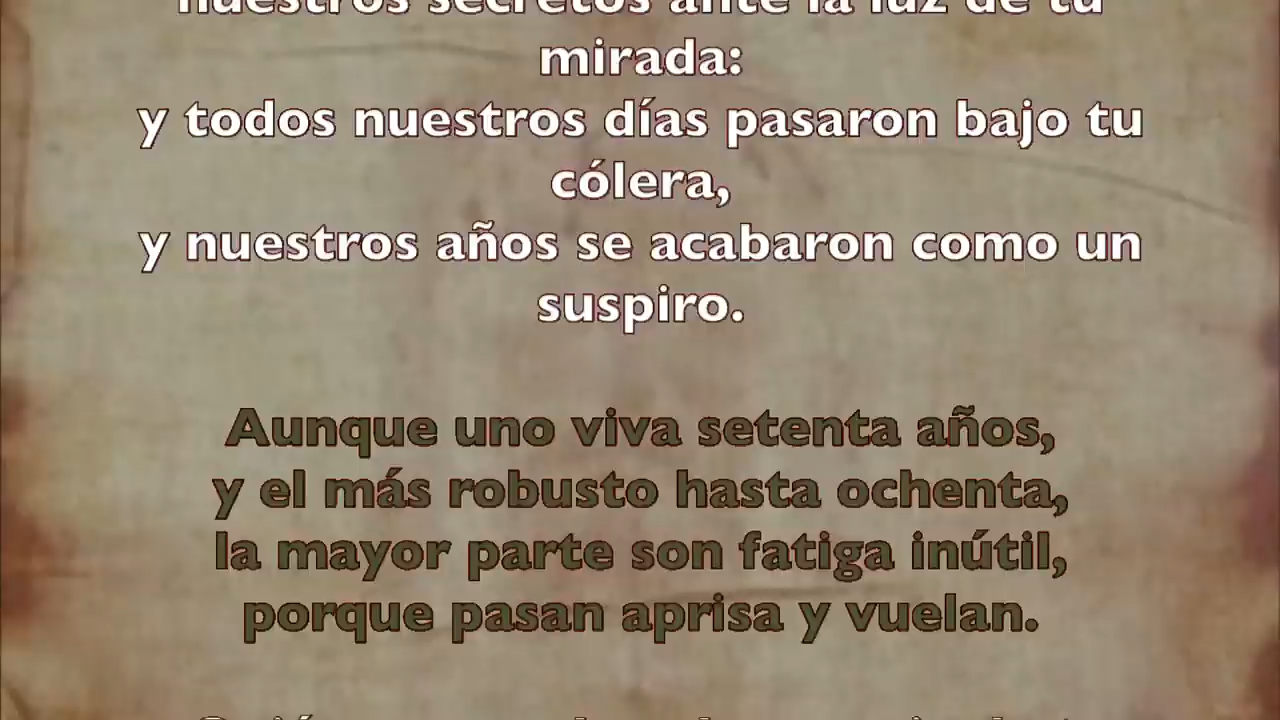 nuestros secretos ante la luz de tu
mirada:
y todos nuestros días pasaron bajo tu
cólera,
y nuestros años se acabaron como un
suspiro.
Aunque uno viva setenta años,
y el más robusto hasta ochenta,
la mayor parte son fatiga inútil,
porque pasan aprisa y vuelan.